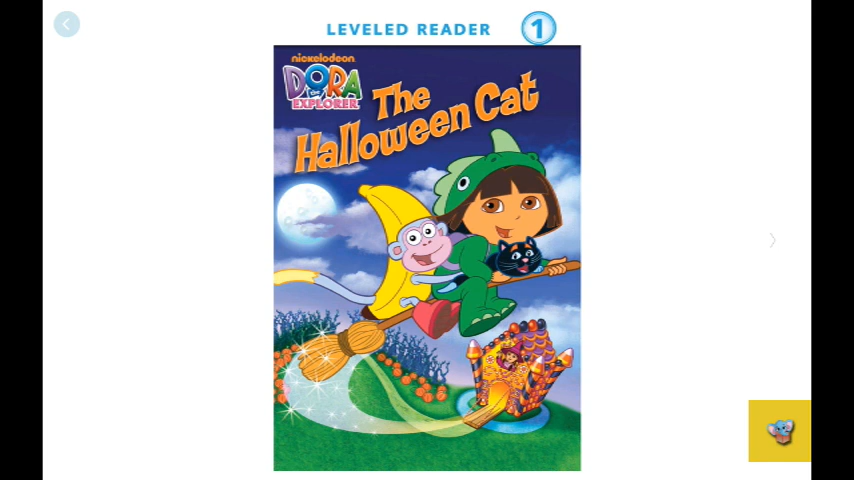 LEVELED READER 1
nickelodeon
DORA
the
EXPLORER
The
Halloween Cat